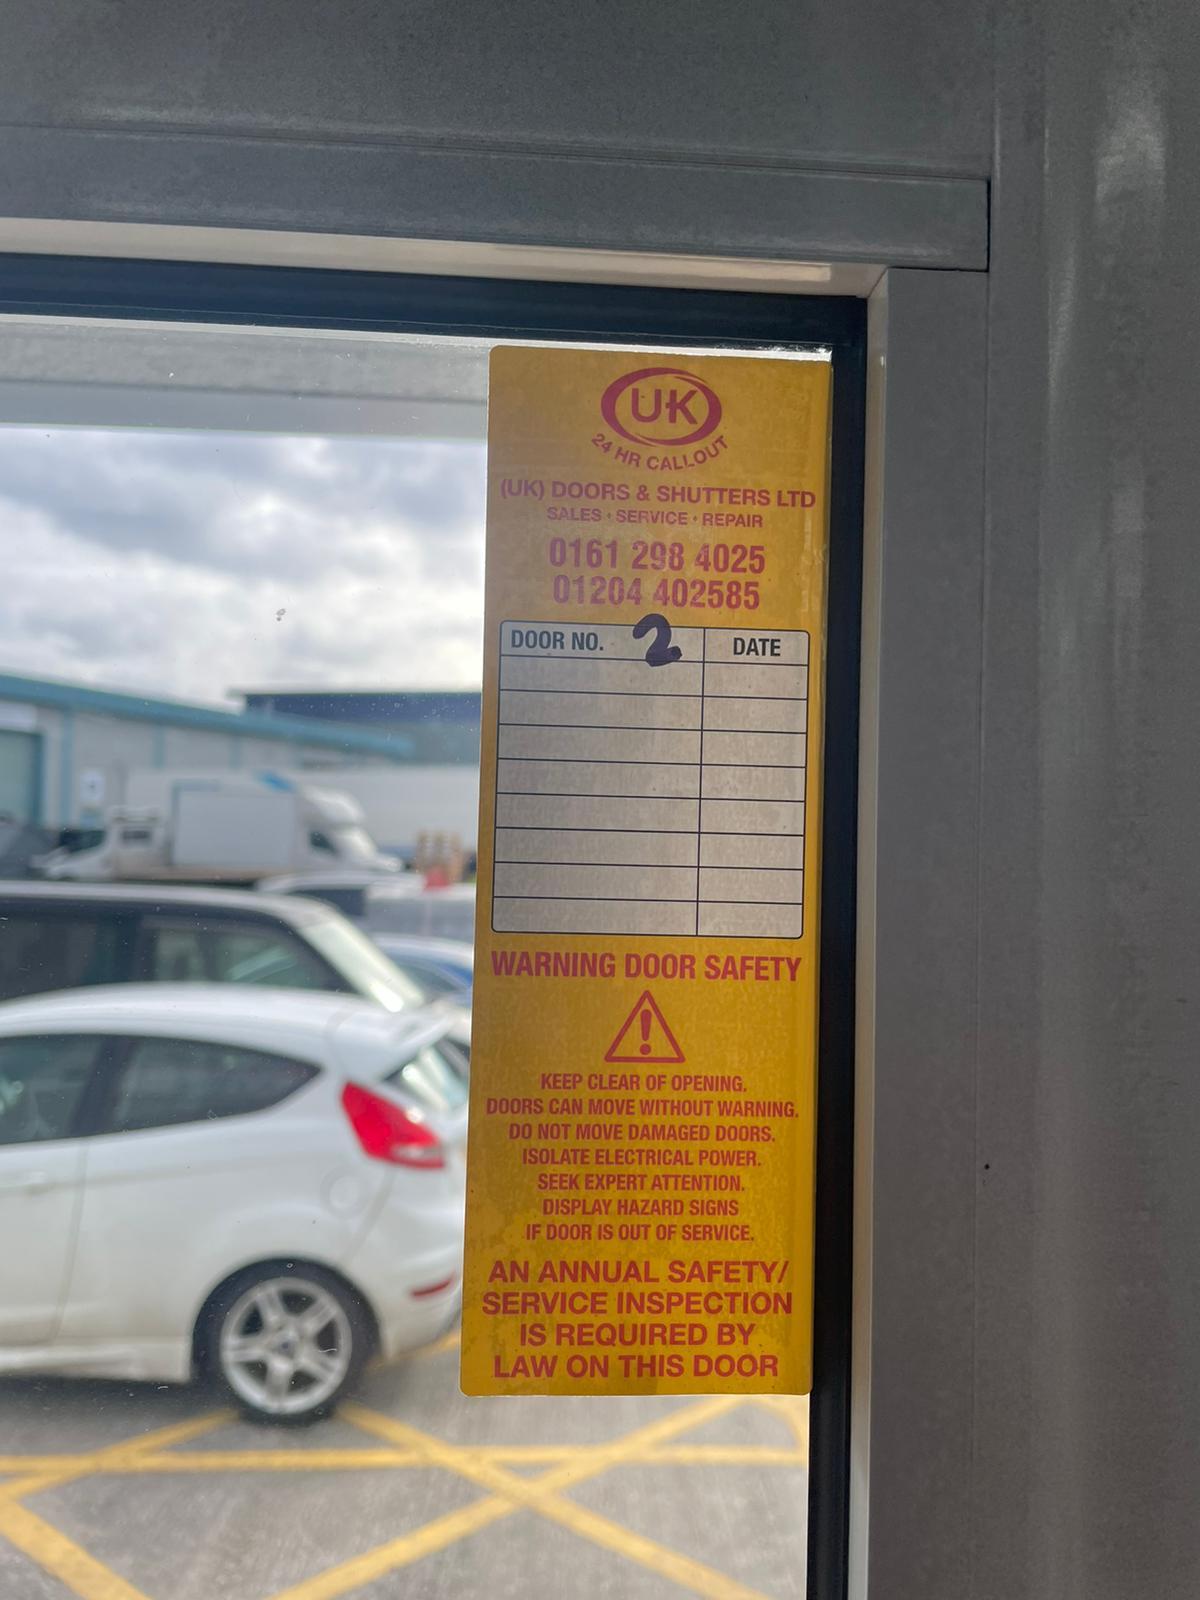 UK
24 HR CALLOUT
(UK) DOORS & SHUTTERS LTD
SALES • SERVICE • REPAIR
0161 298 4025
01204 402585
DOOR NO. 2 DATE
WARNING DOOR SAFETY
!
KEEP CLEAR OF OPENING.
DOORS CAN MOVE WITHOUT WARNING.
DO NOT MOVE DAMAGED DOORS.
ISOLATE ELECTRICAL POWER.
SEEK EXPERT ATTENTION.
DISPLAY HAZARD SIGNS
IF DOOR IS OUT OF SERVICE.
AN ANNUAL SAFETY/
SERVICE INSPECTION
IS REQUIRED BY
LAW ON THIS DOOR